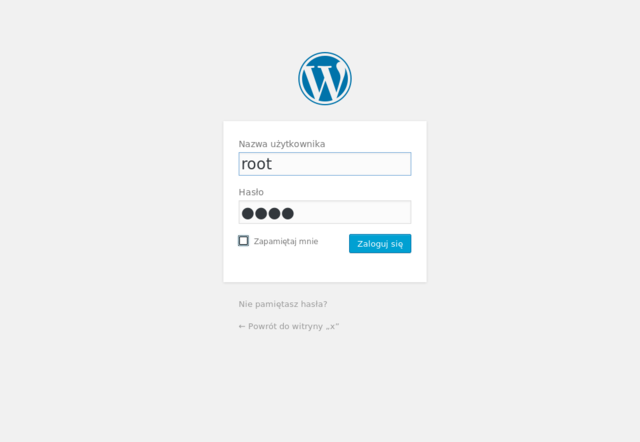 Nazwa użytkownika
root
Hasło
Zapamiętaj mnie
Zaloguj się
Nie pamiętasz hasła?
← Powrót do witryny „x”